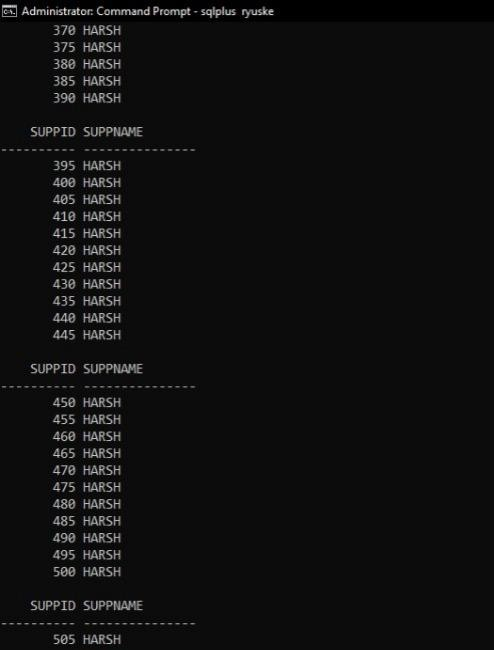 Administrator: Command Prompt - sqlplus ryuske
370 HARSH
375 HARSH
380 HARSH
385 HARSH
390 HARSH
SUPPID SUPPNAME
---------- ---------------
395 HARSH
400 HARSH
405 HARSH
410 HARSH
415 HARSH
420 HARSH
425 HARSH
430 HARSH
435 HARSH
440 HARSH
445 HARSH
SUPPID SUPPNAME
---------- ---------------
450 HARSH
455 HARSH
460 HARSH
465 HARSH
470 HARSH
475 HARSH
480 HARSH
485 HARSH
490 HARSH
495 HARSH
500 HARSH
SUPPID SUPPNAME
---------- ---------------
505 HARSH